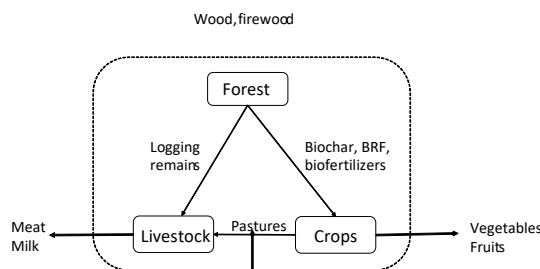 Wood, firewood
Forest
Logging
remains
Biochar, BRF,
biofertilizers
Meat
Milk
Livestock
Pastures
Crops
Vegetables
Fruits